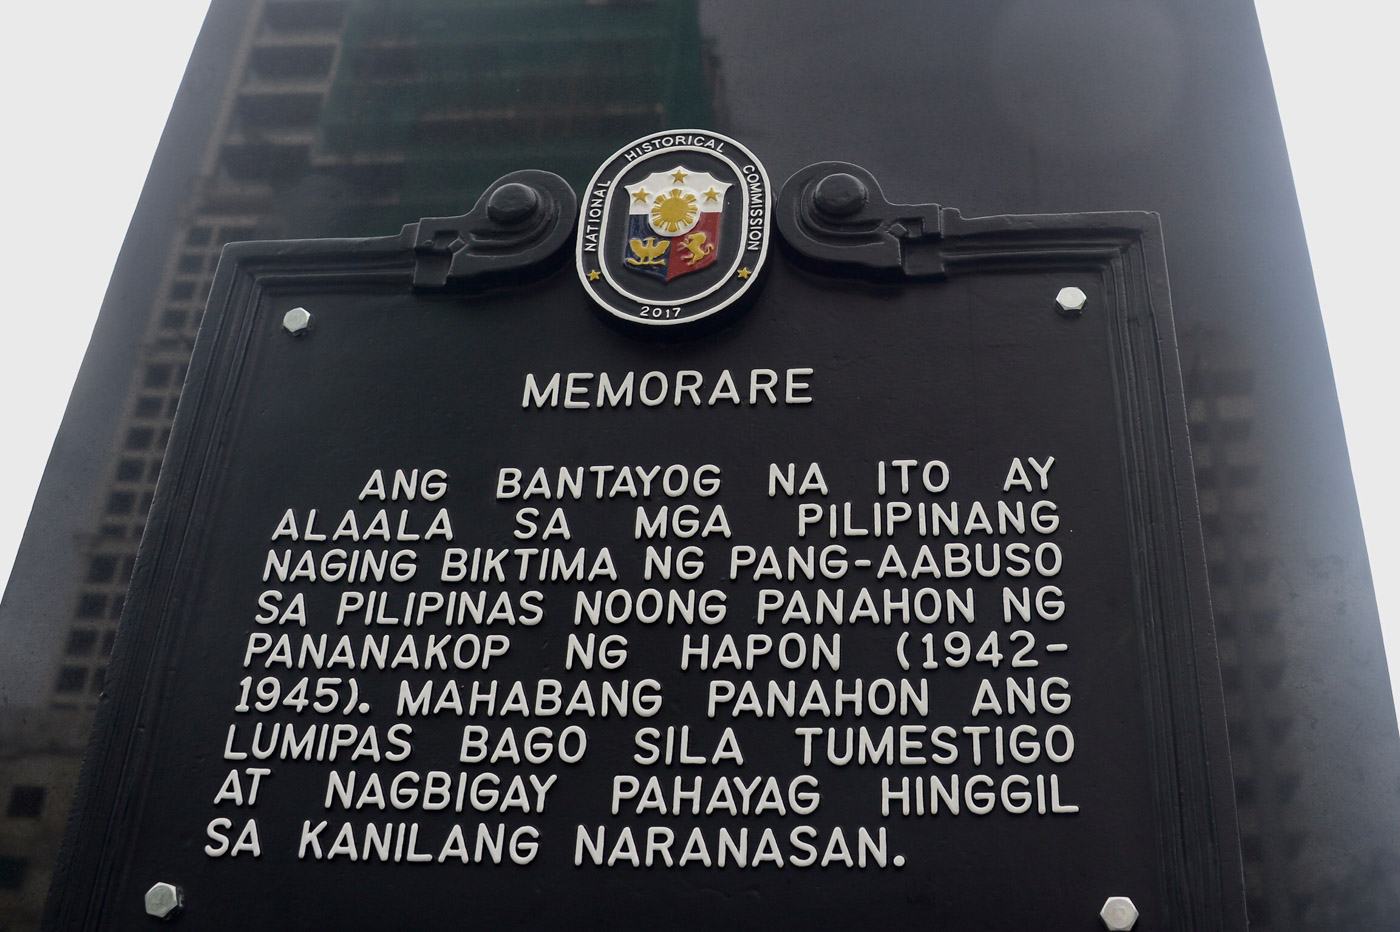 NATIONAL HISTORICAL COMMISSION
2017
MEMORARE
ANG BANTAYOG NA ITO AY
ALAALA SA MGA PILIPINANG
NAGING BIKTIMA NG PANG-AABUSO
SA PILIPINAS NOONG PANAHON NG
PANANAKOP NG HAPON (1942-
1945). MAHABANG PANAHON ANG
LUMIPAS BAGO SILA TUMESTIGO
AT NAGBIGAY PAHAYAG HINGGIL
SA KANILANG NARANASAN.